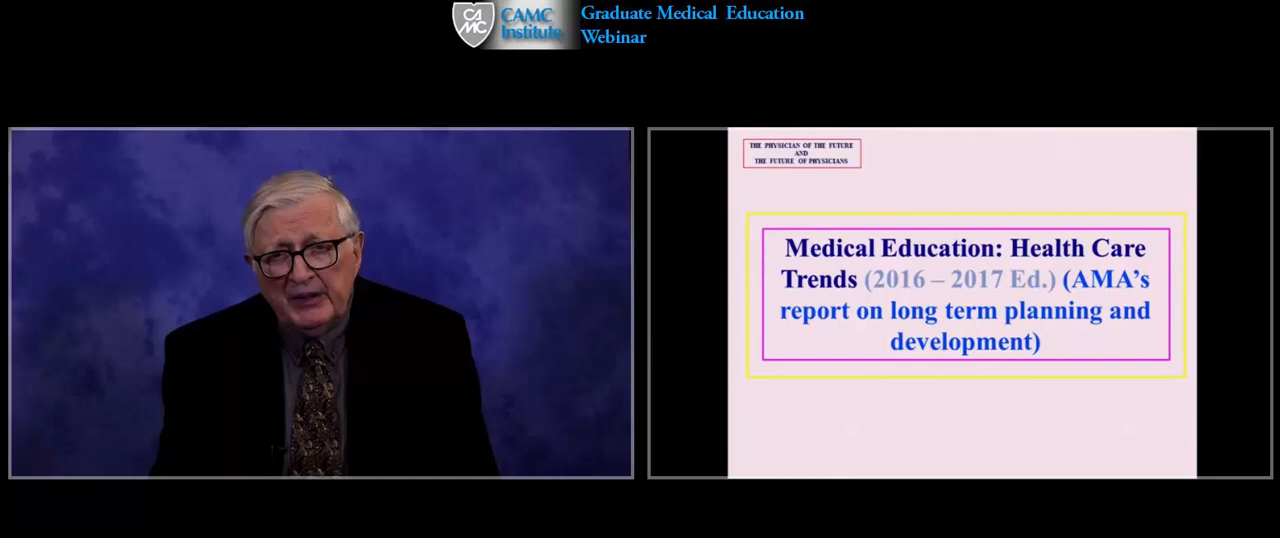 CAMC
CAMC
Institute
Graduate Medical Education
Webinar
THE PHYSICIAN OF THE FUTURE
AND
THE FUTURE OF PHYSICIANS
Medical Education: Health Care
Trends (2016 – 2017 Ed.) (AMA's
report on long term planning and
development)